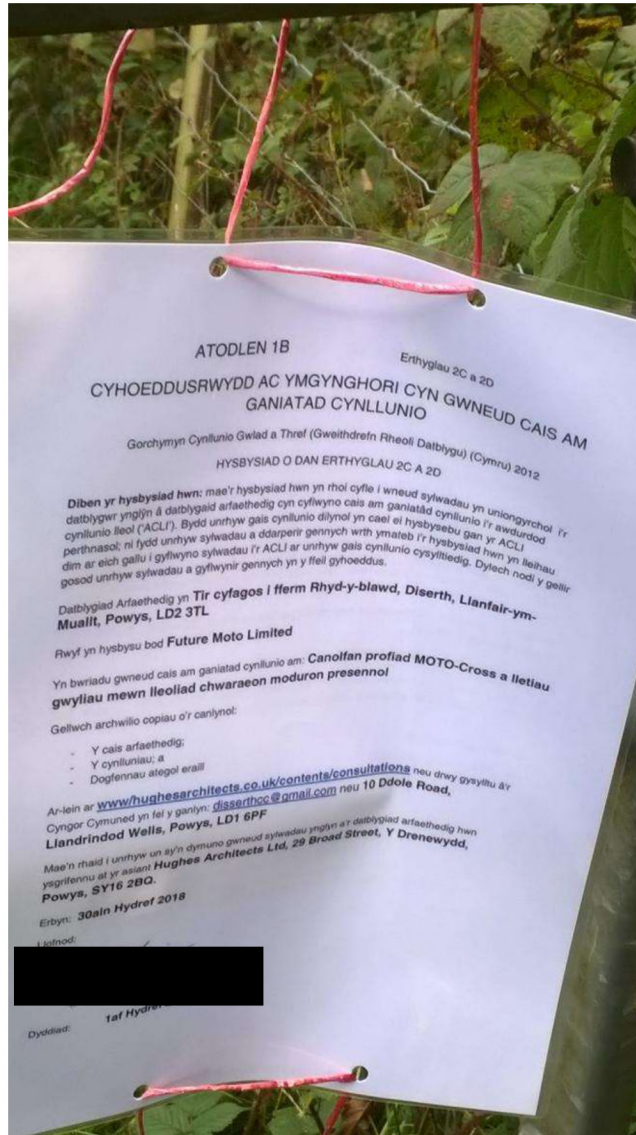 ATODLEN 1B
Erthyglau 2C a 2D
CYHOEDDUSRWYDD AC YMGYNGHORI CYN GWNEUD CAIS AM
GANIATAD CYNLLUNIO
Gorchymyn Cynllunio Gwlad a Thref (Gweithdrefn Rheoli Datblygu) (Cymru) 2012
HYSBYSIAD O DAN ERTHYGLAU 2C A 2D
Diben yr hysbysiad hwn: mae'r hysbysiad hwn yn rhoi cyfle i wneud sylwadau yn uniongyrchol i'r
datblygwr ynglŷn â datblygaid arfaethedig cyn cyflwyno cais am ganiatâd cynllunio i'r awdurdod
cynllunio lleol ('ACLl'). Bydd unrhyw gais cynllunio dilynol yn cael ei hysbysebu gan yr ACLl
perthnasol; ni fydd unrhyw sylwadau a ddarperir gennych wrth ymateb i'r hysbysiad hwn yn lleihau
dim ar eich gallu i gyflwyno sylwadau i'r ACLl ar unrhyw gais cynllunio cysylltiedig. Dylech nodi y gellir
gosod unrhyw sylwadau a gyflwynir gennych yn y ffeil gyhoeddus.
Datblygiad Arfaethedig yn Tir cyfagos i fferm Rhyd-y-blawd, Diserth, Llanfair-ym-
Muallt, Powys, LD2 3TL
Rwyf yn hysbysu bod Future Moto Limited
Yn bwriadu gwneud cais am ganiatad cynllunio am: Canolfan profiad MOTO-Cross a lletiau
gwyliau mewn lleoliad chwaraeon moduron presennol
Gellwch archwilio copiau o'r canlynol:
- Y cais arfaethedig;
- Y cynlluniau; a
- Dogfennau ategol eraill
Ar-lein ar www/hughesarchitects.co.uk/contents/consultations neu drwy gysylltu â'r
Cyngor Cymuned yn fel y ganlyn: disserthcc@gmail.com neu 10 Ddole Road,
Llandrindod Wells, Powys, LD1 6PF
Mae'n rhaid i unrhyw un sy'n dymuno gwneud sylwadau ynglyn a'r datblygiad arfaethedig hwn
ysgrifennu at yr asiant Hughes Architects Ltd, 29 Broad Street, Y Drenewydd,
Powys, SY16 2BQ.
Erbyn: 30ain Hydref 2018
Llofnod:
Dyddiad: 1af Hydref